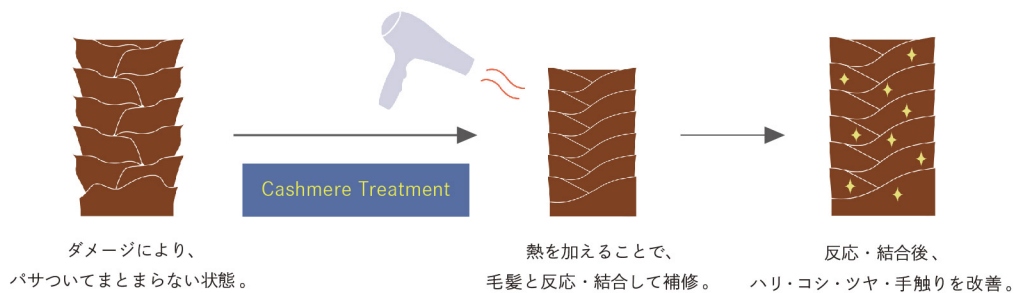 Cashmere Treatment
ダメージにより、
パサついてまとまらない状態。
熱を加えることで、
毛髪と反応・結合して補修。
反応・結合後、
ハリ・コシ・ツヤ・手触りを改善。